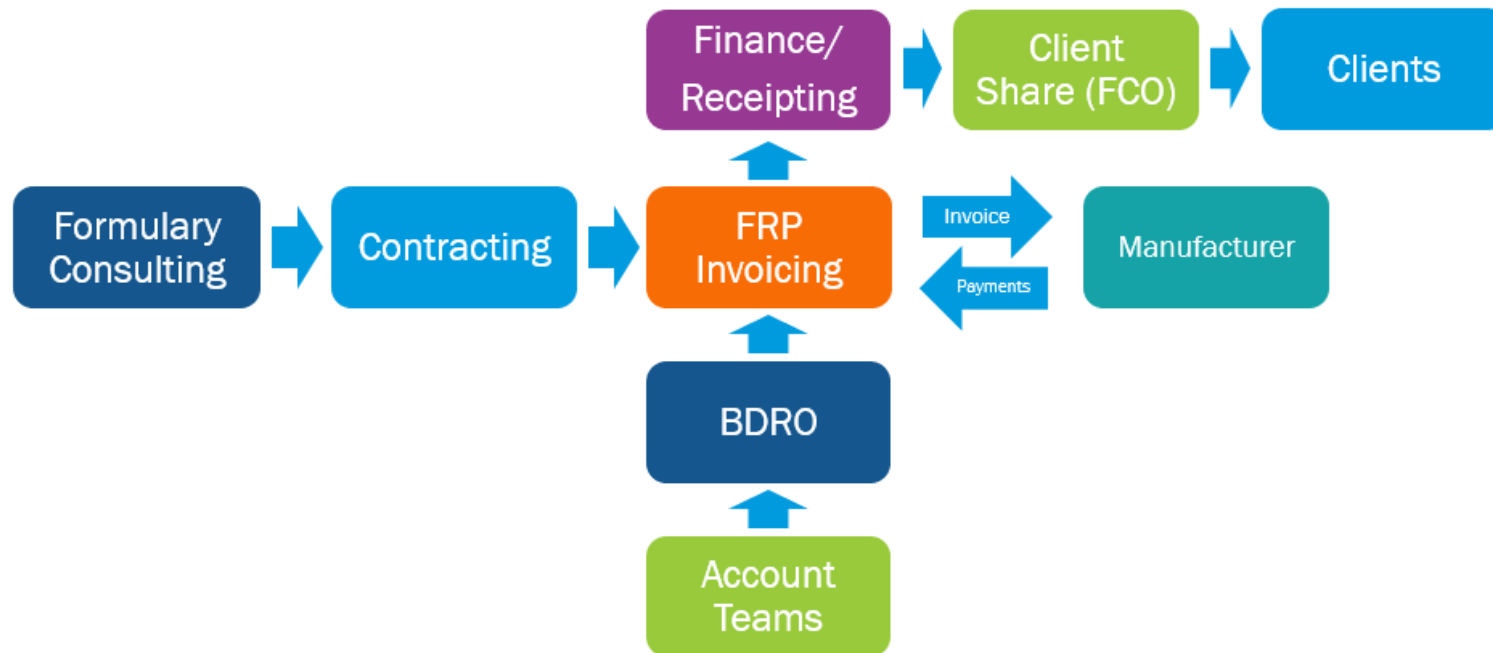 Finance/
Receipting
Client
Share (FCO)
Clients
Formulary
Consulting
Contracting
FRP
Invoicing
Invoice
Payments
Manufacturer
BDRO
Account
Teams